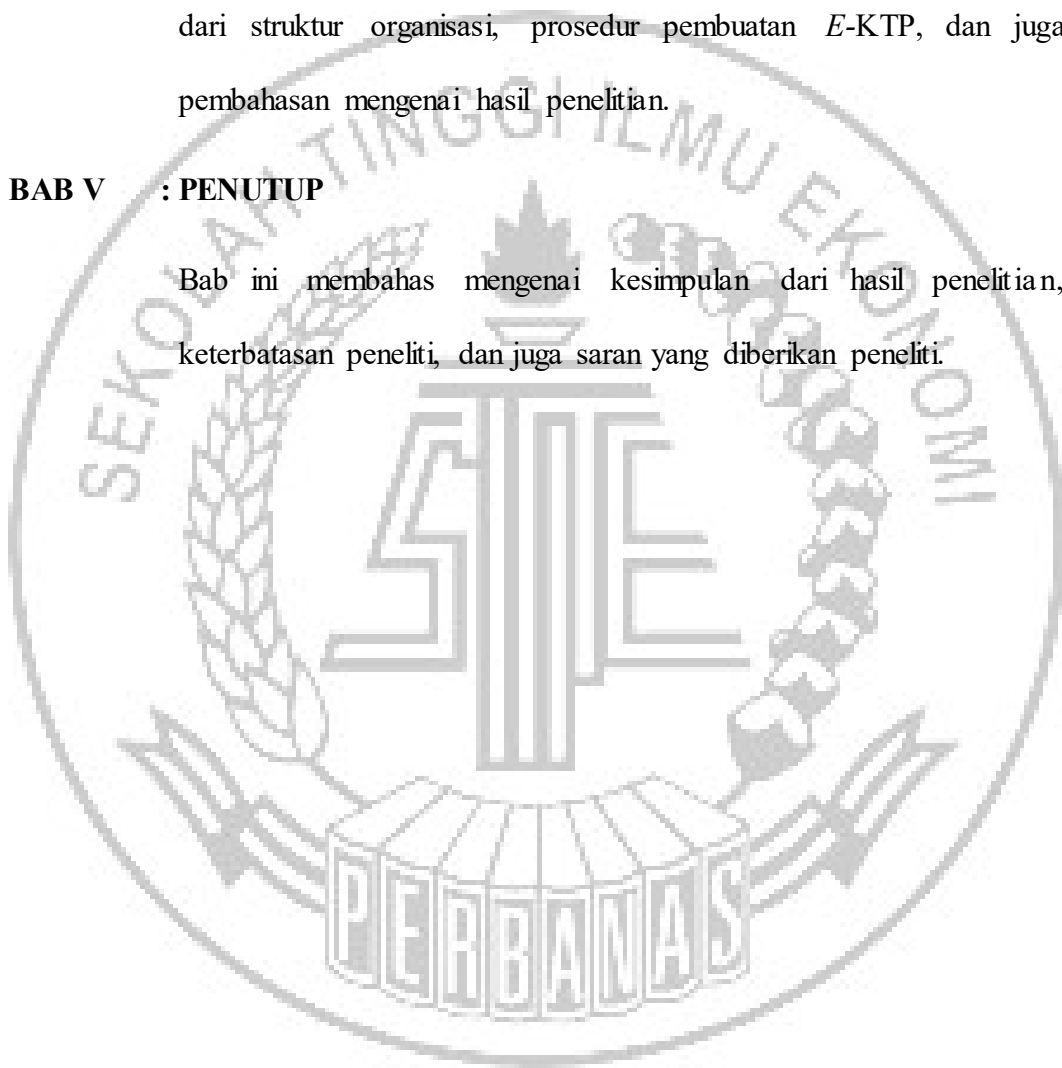 dari struktur organisasi, prosedur pembuatan E-KTP, dan juga
pembahasan mengenai hasil penelitian.
SEKOLAH TINGGI ILMU EKONOMI
BAB V : PENUTUP
Bab ini membahas mengenai kesimpulan dari hasil penelitian,
keterbatasan peneliti, dan juga saran yang diberikan peneliti.
STIE
PERBANAS